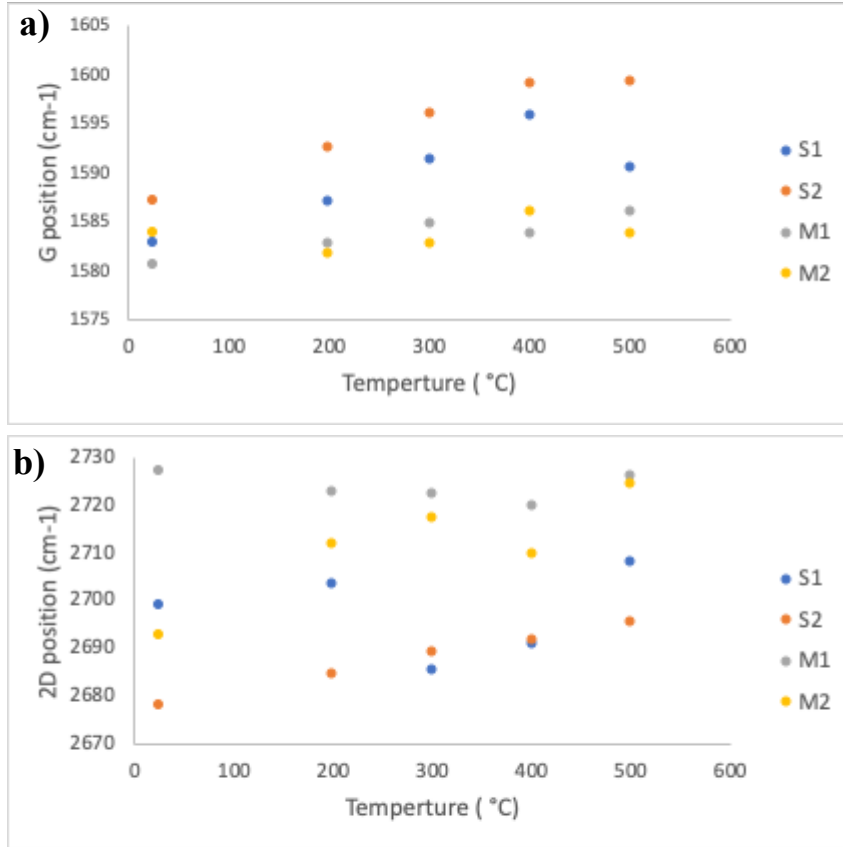 a)
1605
1600
1595
1590
1585
1580
1575
G position (cm-1)
0 100 200 300 400 500 600
Temperture ( °C)
S1
S2
M1
M2
b)
2730
2720
2710
2700
2690
2680
2670
2D position (cm-1)
0 100 200 300 400 500 600
Temperture ( °C)
S1
S2
M1
M2